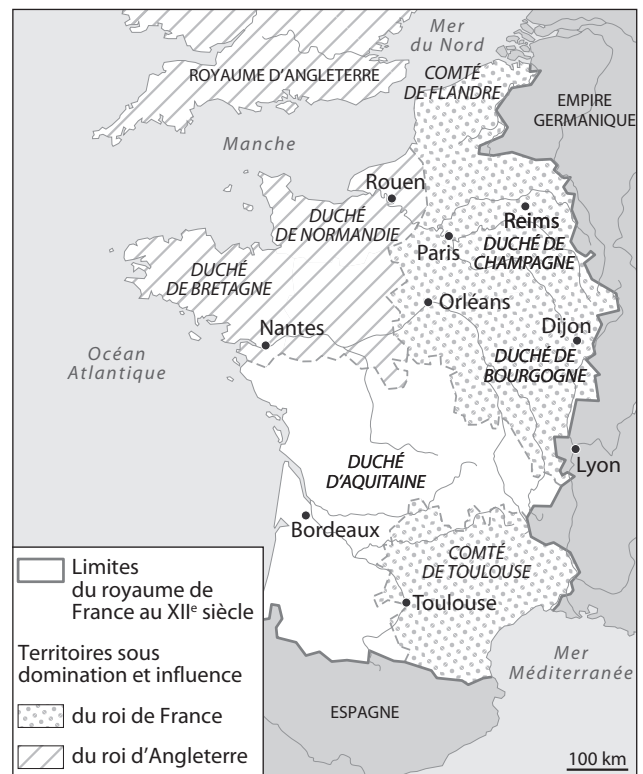 Mer
du Nord
ROYAUME D'ANGLETERRE
COMTÉ
DE FLANDRE
EMPIRE
GERMANIQUE
Manche
Rouen
DUCHÉ
DE NORMANDIE
Reims
Paris
DUCHÉ DE
CHAMPAGNE
DUCHÉ
DE BRETAGNE
Orléans
Nantes
Dijon
DUCHÉ DE
BOURGOGNE
Océan
Atlantique
DUCHÉ
D'AQUITAINE
Lyon
Bordeaux
COMTÉ
DE TOULOUSE
Toulouse
Mer
Méditerranée
ESPAGNE
Limites
du royaume de
France au XIIe siècle
Territoires sous
domination et influence
du roi de France
du roi d'Angleterre
100 km